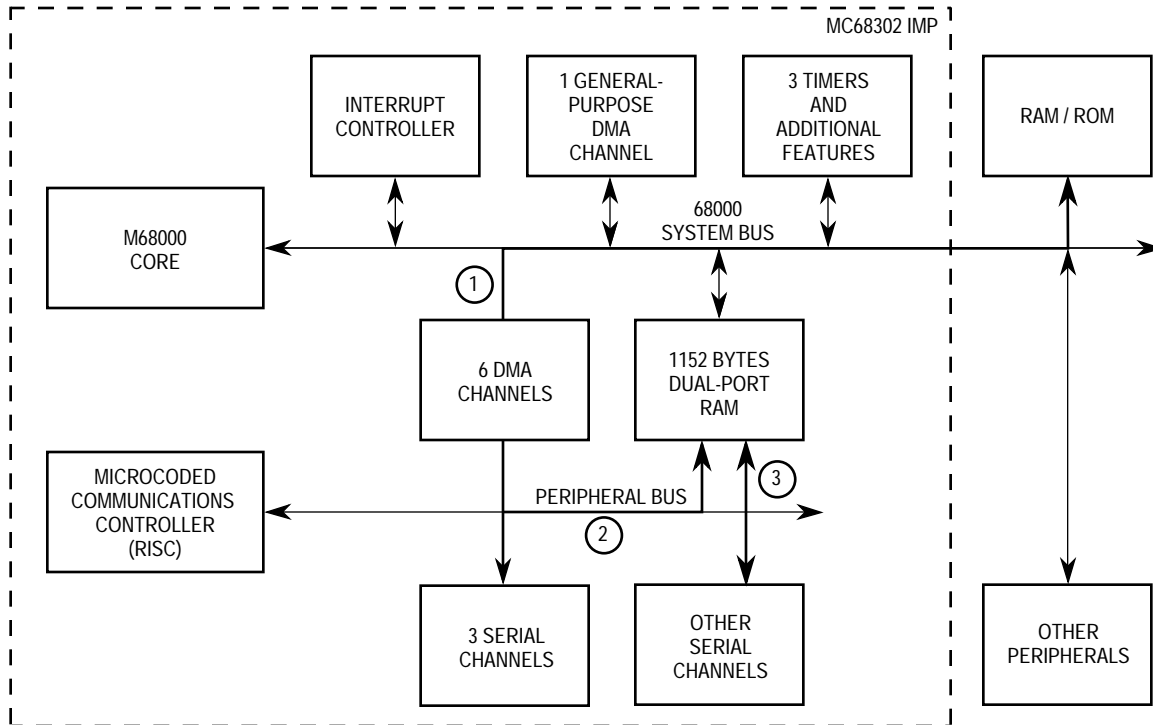 MC68302 IMP
INTERRUPT
CONTROLLER
1 GENERAL-
PURPOSE
DMA
CHANNEL
3 TIMERS
AND
ADDITIONAL
FEATURES
RAM / ROM
M68000
CORE
68000
SYSTEM BUS
1
6 DMA
CHANNELS
1152 BYTES
DUAL-PORT
RAM
MICROCODED
COMMUNICATIONS
CONTROLLER
(RISC)
PERIPHERAL BUS
2
3
3 SERIAL
CHANNELS
OTHER
SERIAL
CHANNELS
OTHER
PERIPHERALS